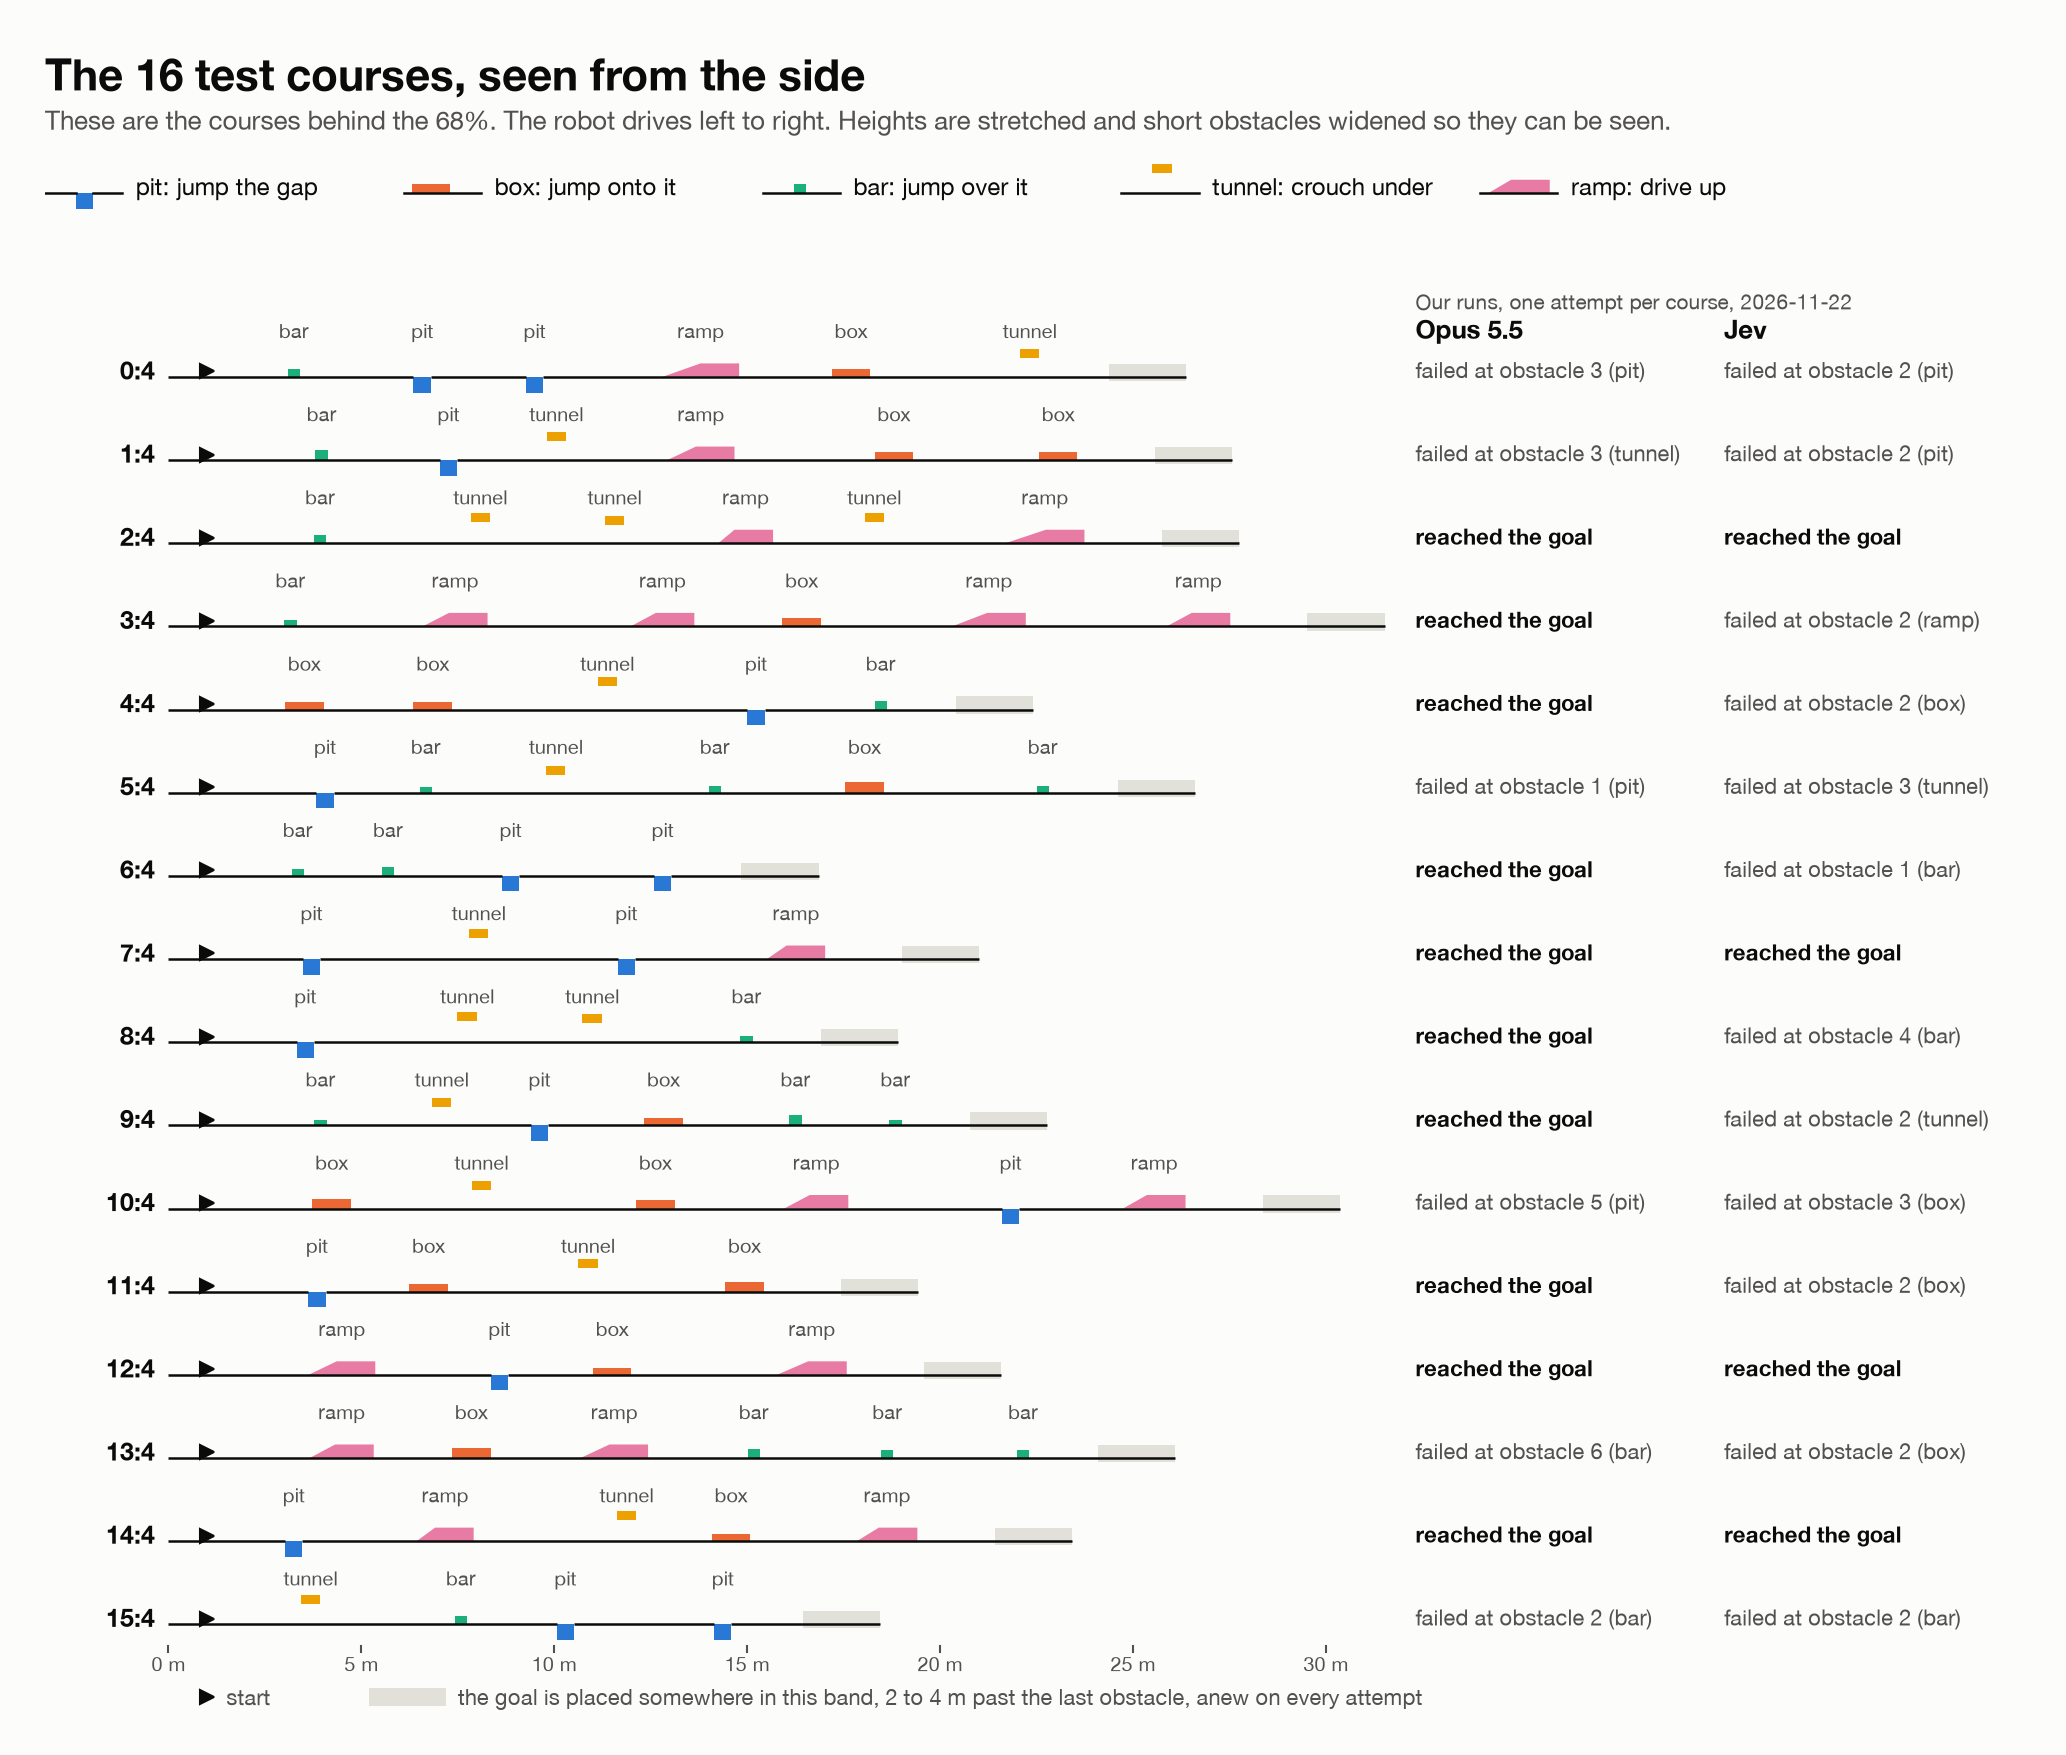 The 16 test courses, seen from the side
These are the courses behind the 68%. The robot drives left to right. Heights are stretched and short obstacles widened so they can be seen.
pit: jump the gap box: jump onto it bar: jump over it tunnel: crouch under ramp: drive up
Our runs, one attempt per course, 2026-11-22
bar pit pit ramp box tunnel Opus 5.5 Jev
0:4 failed at obstacle 3 (pit) failed at obstacle 2 (pit)
bar pit tunnel ramp box box
1:4 failed at obstacle 3 (tunnel) failed at obstacle 2 (pit)
bar tunnel tunnel ramp tunnel ramp
2:4 reached the goal reached the goal
bar ramp ramp box ramp ramp
3:4 reached the goal failed at obstacle 2 (ramp)
box box tunnel pit bar
4:4 reached the goal failed at obstacle 2 (box)
pit bar tunnel bar box bar
5:4 failed at obstacle 1 (pit) failed at obstacle 3 (tunnel)
bar bar pit pit
6:4 reached the goal failed at obstacle 1 (bar)
pit tunnel pit ramp
7:4 reached the goal reached the goal
pit tunnel tunnel bar
8:4 reached the goal failed at obstacle 4 (bar)
bar tunnel pit box bar bar
9:4 reached the goal failed at obstacle 2 (tunnel)
box tunnel box ramp pit ramp
10:4 failed at obstacle 5 (pit) failed at obstacle 3 (box)
pit box tunnel box
11:4 reached the goal failed at obstacle 2 (box)
ramp pit box ramp
12:4 reached the goal reached the goal
ramp box ramp bar bar bar
13:4 failed at obstacle 6 (bar) failed at obstacle 2 (box)
pit ramp tunnel box ramp
14:4 reached the goal reached the goal
tunnel bar pit pit
15:4 failed at obstacle 2 (bar) failed at obstacle 2 (bar)
0 m 5 m 10 m 15 m 20 m 25 m 30 m
start the goal is placed somewhere in this band, 2 to 4 m past the last obstacle, anew on every attempt